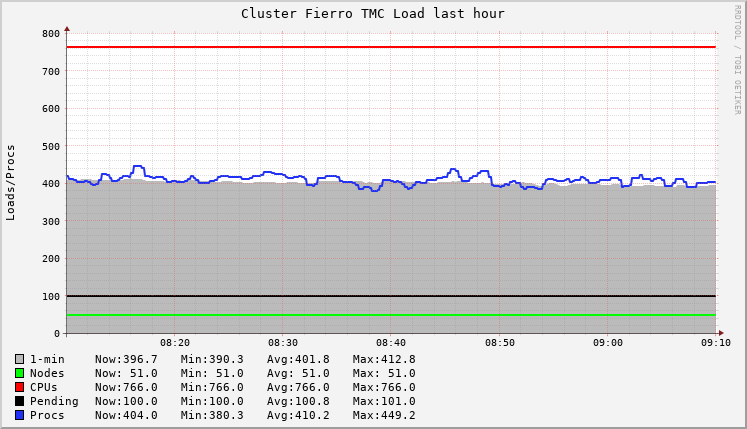 Cluster Fierro TMC Load last hour
RRDTOOL / TOBI OETIKER
Loads/Procs
800
700
600
500
400
300
200
100
0
08:20 08:30 08:40 08:50 09:00 09:10
1-min Now:396.7 Min:390.3 Avg:401.8 Max:412.8
Nodes Now: 51.0 Min: 51.0 Avg: 51.0 Max: 51.0
CPUs Now:766.0 Min:766.0 Avg:766.0 Max:766.0
Pending Now:100.0 Min:100.0 Avg:100.8 Max:101.0
Procs Now:404.0 Min:380.3 Avg:410.2 Max:449.2